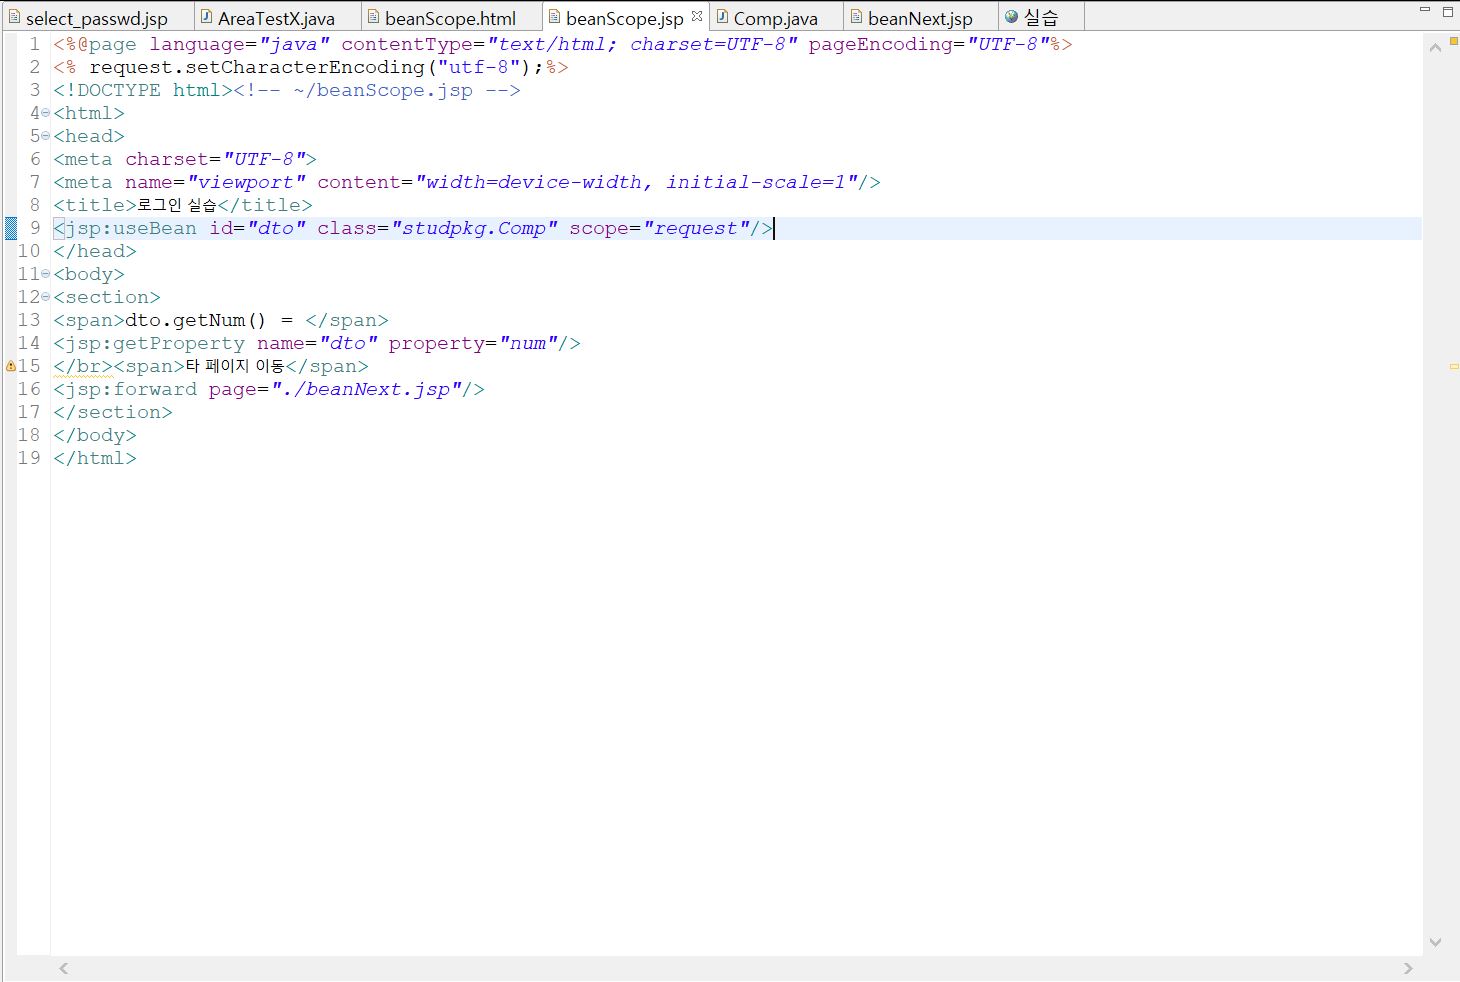 select_passwd.jsp AreaTestX.java beanScope.html beanScope.jsp Comp.java beanNext.jsp 실습
1 <%@page language="java" contentType="text/html; charset=UTF-8" pageEncoding="UTF-8"%>
2 <% request.setCharacterEncoding("utf-8");%>
3 <!DOCTYPE html><!-- ~/beanScope.jsp -->
4 <html>
5 <head>
6 <meta charset="UTF-8">
7 <meta name="viewport" content="width=device-width, initial-scale=1"/>
8 <title>로그인 실습</title>
9 <jsp:useBean id="dto" class="studpkg.Comp" scope="request"/>
10 </head>
11 <body>
12 <section>
13 <span>dto.getNum() = </span>
14 <jsp:getProperty name="dto" property="num"/>
15 </br><span>타 페이지 이동</span>
16 <jsp:forward page="./beanNext.jsp"/>
17 </section>
18 </body>
19 </html>